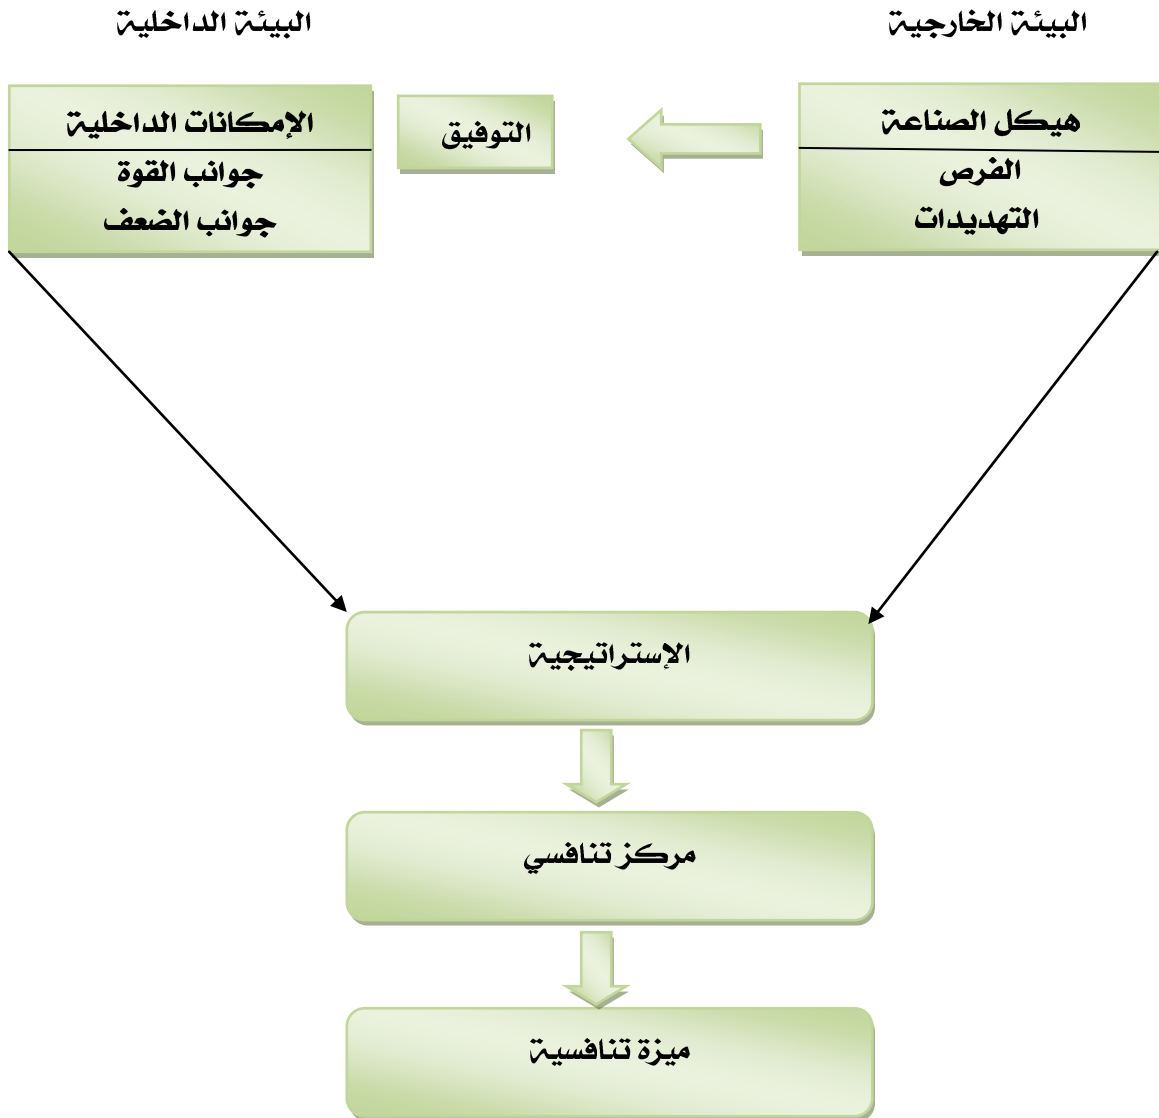 البيئة الخارجية
البيئة الداخلية
هيكل الصناعة
الفرص
التهديدات
التوفيق
الإمكانات الداخلية
جوانب القوة
جوانب الضعف
الإستراتيجية
مركز تنافسي
ميزة تنافسية